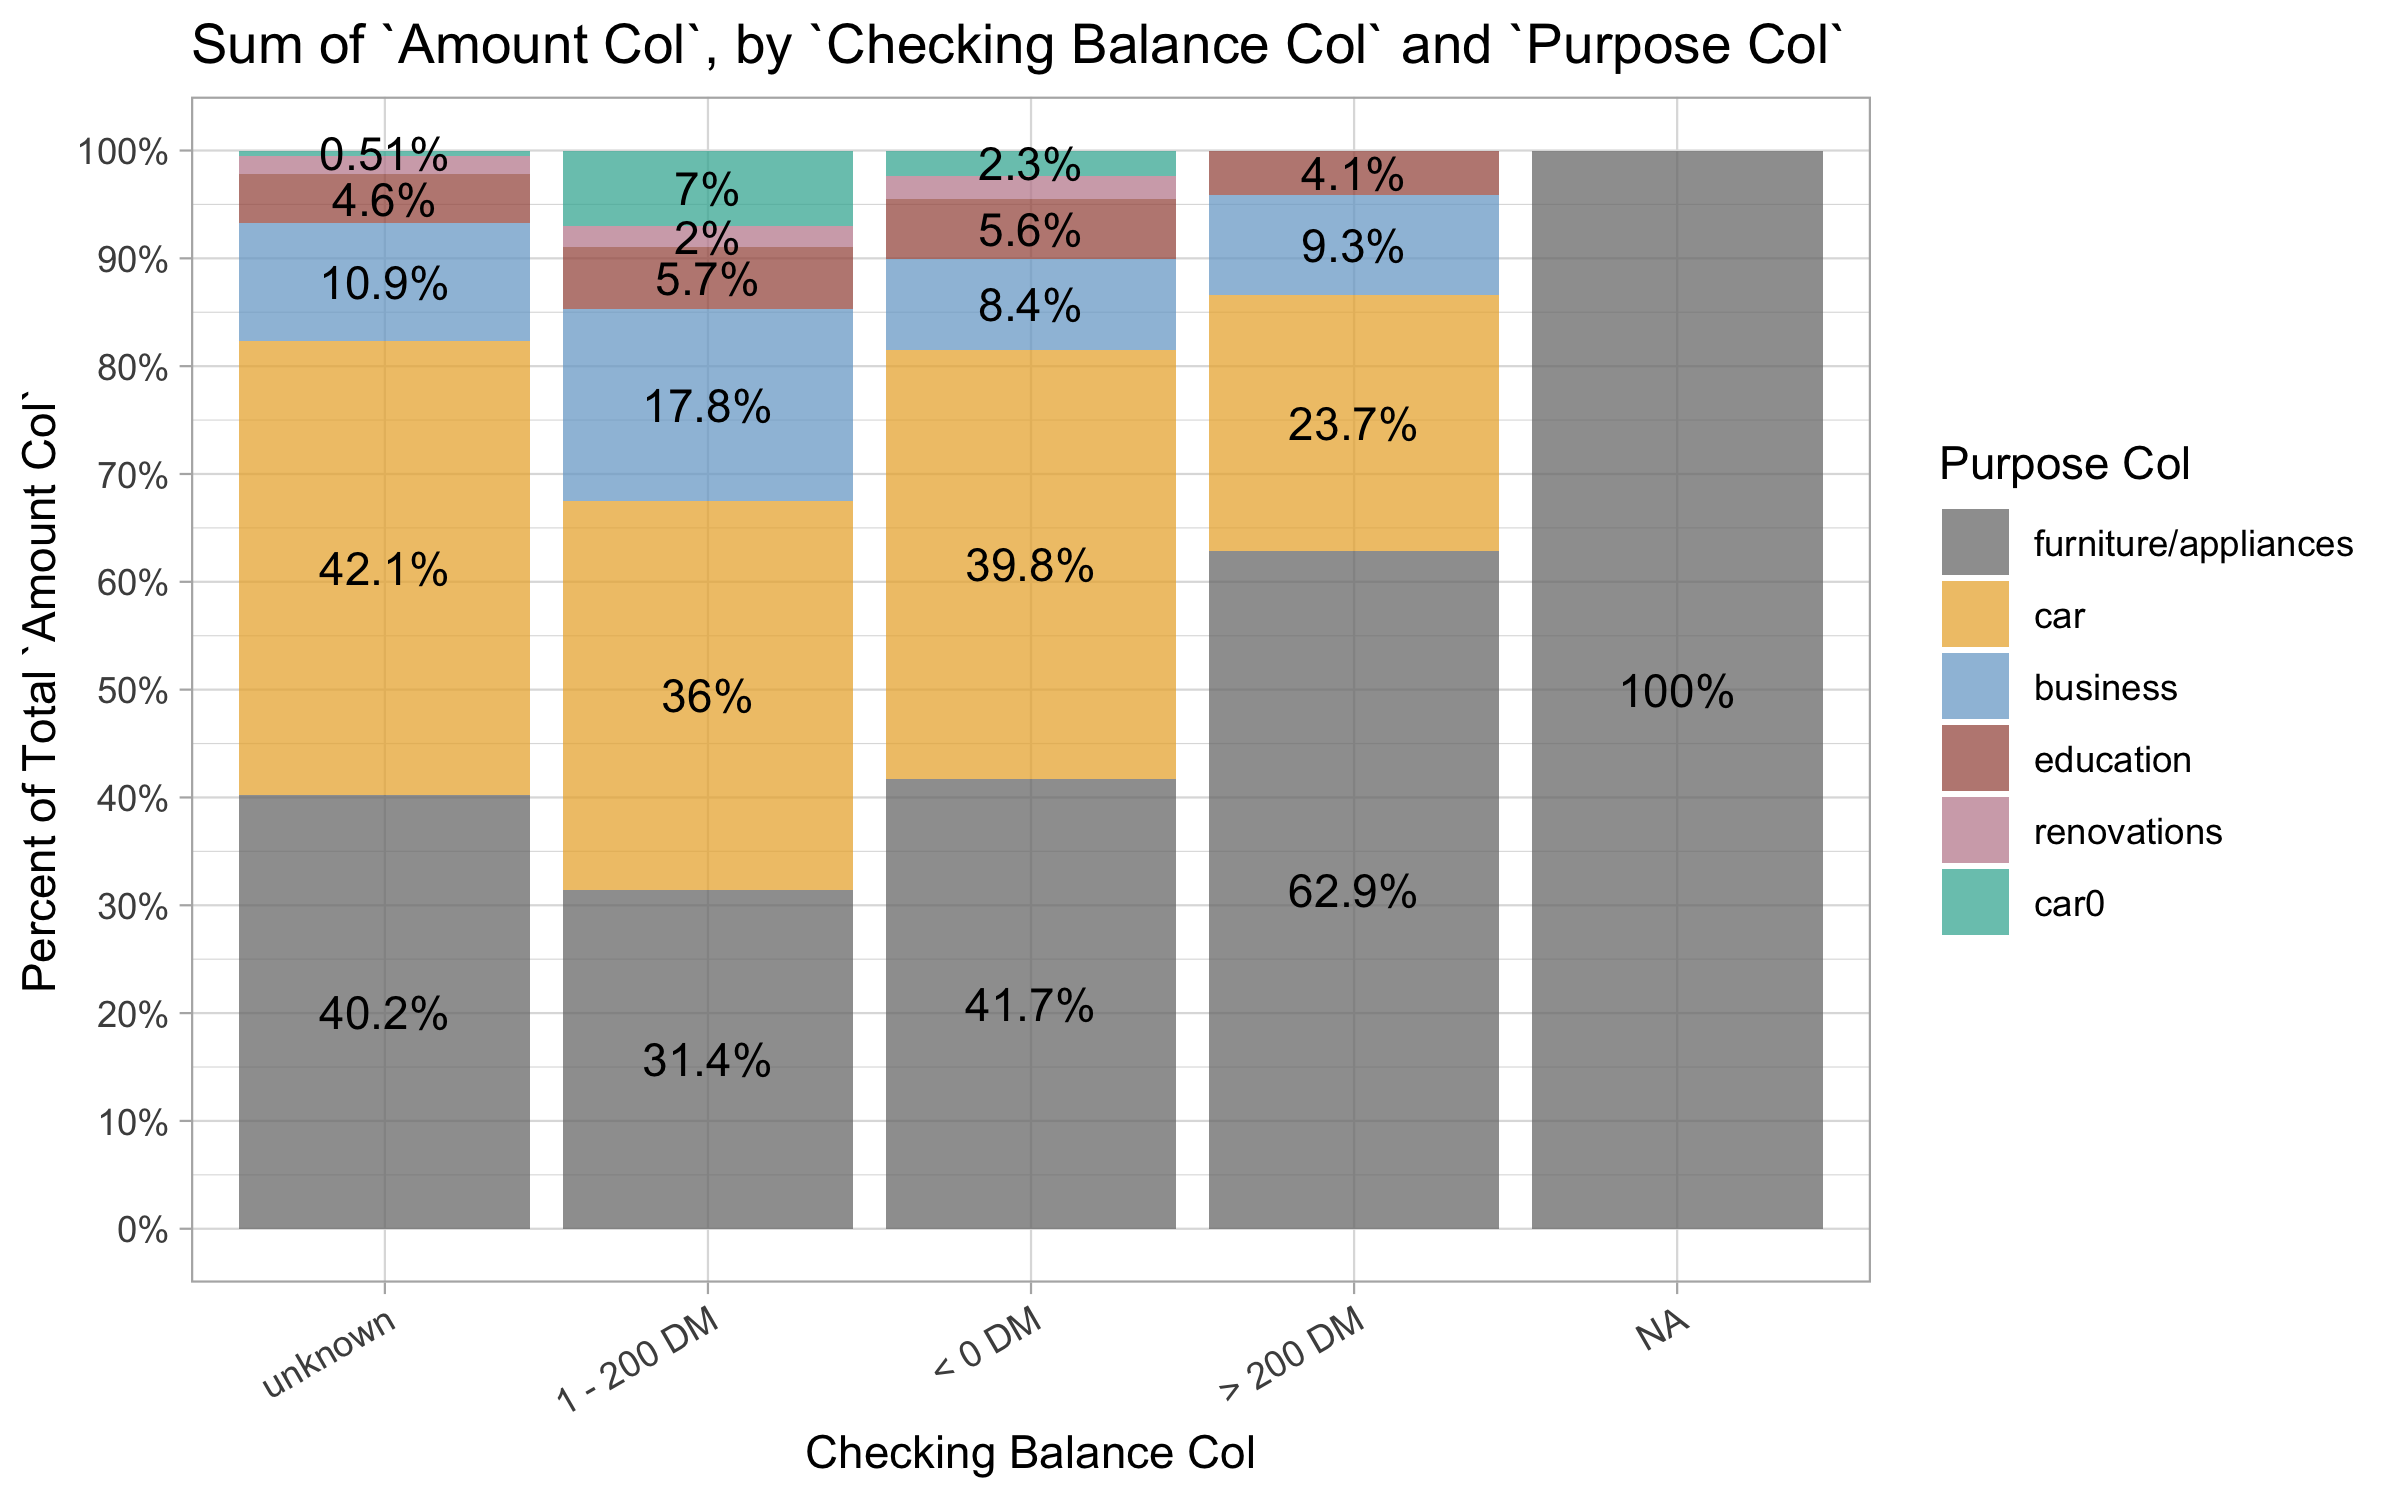 Sum of `Amount Col`, by `Checking Balance Col` and `Purpose Col`
Percent of Total `Amount Col`
100%
90%
80%
70%
60%
50%
40%
30%
20%
10%
0%
0.51%
4.6%
10.9%
42.1%
40.2%
7%
2%
5.7%
17.8%
36%
31.4%
2.3%
5.6%
8.4%
39.8%
41.7%
4.1%
9.3%
23.7%
62.9%
100%
unknown
1 - 200 DM
< 0 DM
> 200 DM
NA
Checking Balance Col
Purpose Col
furniture/appliances
car
business
education
renovations
car0